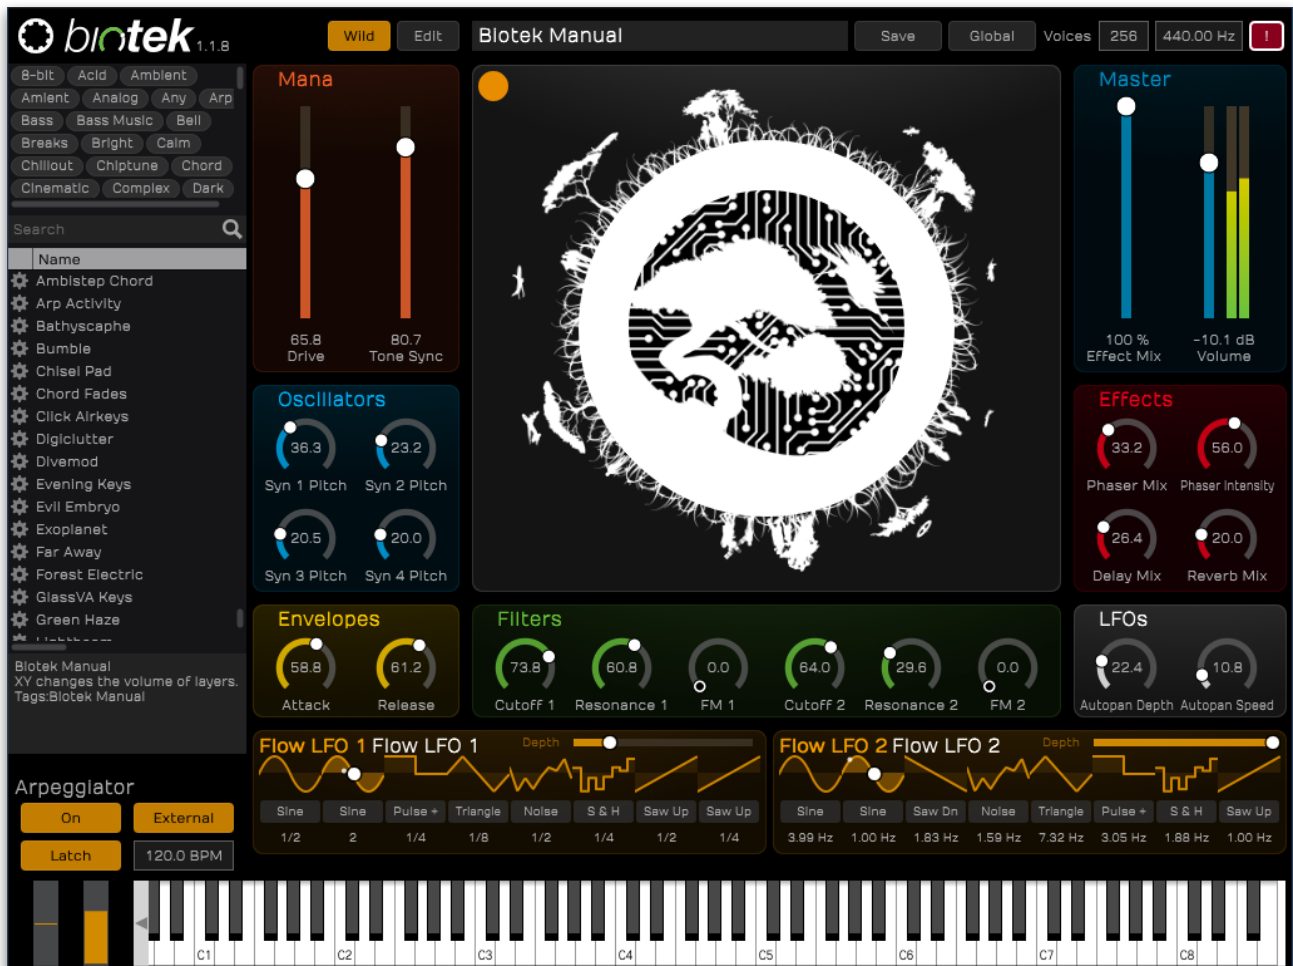 biotek 1.1.8
Wild
Edit
Biotek Manual
Save
Global
Voices
256
440.00 Hz
!
8-bit Acid Ambient
Amient Analog Any Arp
Bass Bass Music Bell
Breaks Bright Calm
Chillout Chiptune Chord
Cinematic Complex Dark
Search
Name
Ambistep Chord
Arp Activity
Bathyscaphe
Bumble
Chisel Pad
Chord Fades
Click Airkeys
Digiclutter
Divemod
Evening Keys
Evil Embryo
Exoplanet
Far Away
Forest Electric
GlassVA Keys
Green Haze
Biotek Manual
XY changes the volume of layers.
Tags:Biotek Manual
Arpeggiator
On External
Latch 120.0 BPM
Mana
65.8 80.7
Drive Tone Sync
Master
100 % -10.1 dB
Effect Mix Volume
Oscillators
36.3 23.2
Syn 1 Pitch Syn 2 Pitch
20.5 20.0
Syn 3 Pitch Syn 4 Pitch
Effects
33.2 56.0
Phaser Mix Phaser Intensity
26.4 20.0
Delay Mix Reverb Mix
Envelopes
58.8 61.2
Attack Release
Filters
73.8 60.8 0.0 64.0 29.6 0.0
Cutoff 1 Resonance 1 FM 1 Cutoff 2 Resonance 2 FM 2
LFOs
22.4 10.8
Autopan Depth Autopan Speed
Flow LFO 1 Flow LFO 1 Depth
Sine Sine Pulse + Triangle Noise S & H Saw Up Saw Up
1/2 2 1/4 1/8 1/2 1/4 1/2 1/4
Flow LFO 2 Flow LFO 2 Depth
Sine Sine Saw Dn Noise Triangle Pulse + S & H Saw Up
3.99 Hz 1.00 Hz 1.83 Hz 1.59 Hz 7.32 Hz 3.05 Hz 1.88 Hz 1.00 Hz
C1 C2 C3 C4 C5 C6 C7 C8